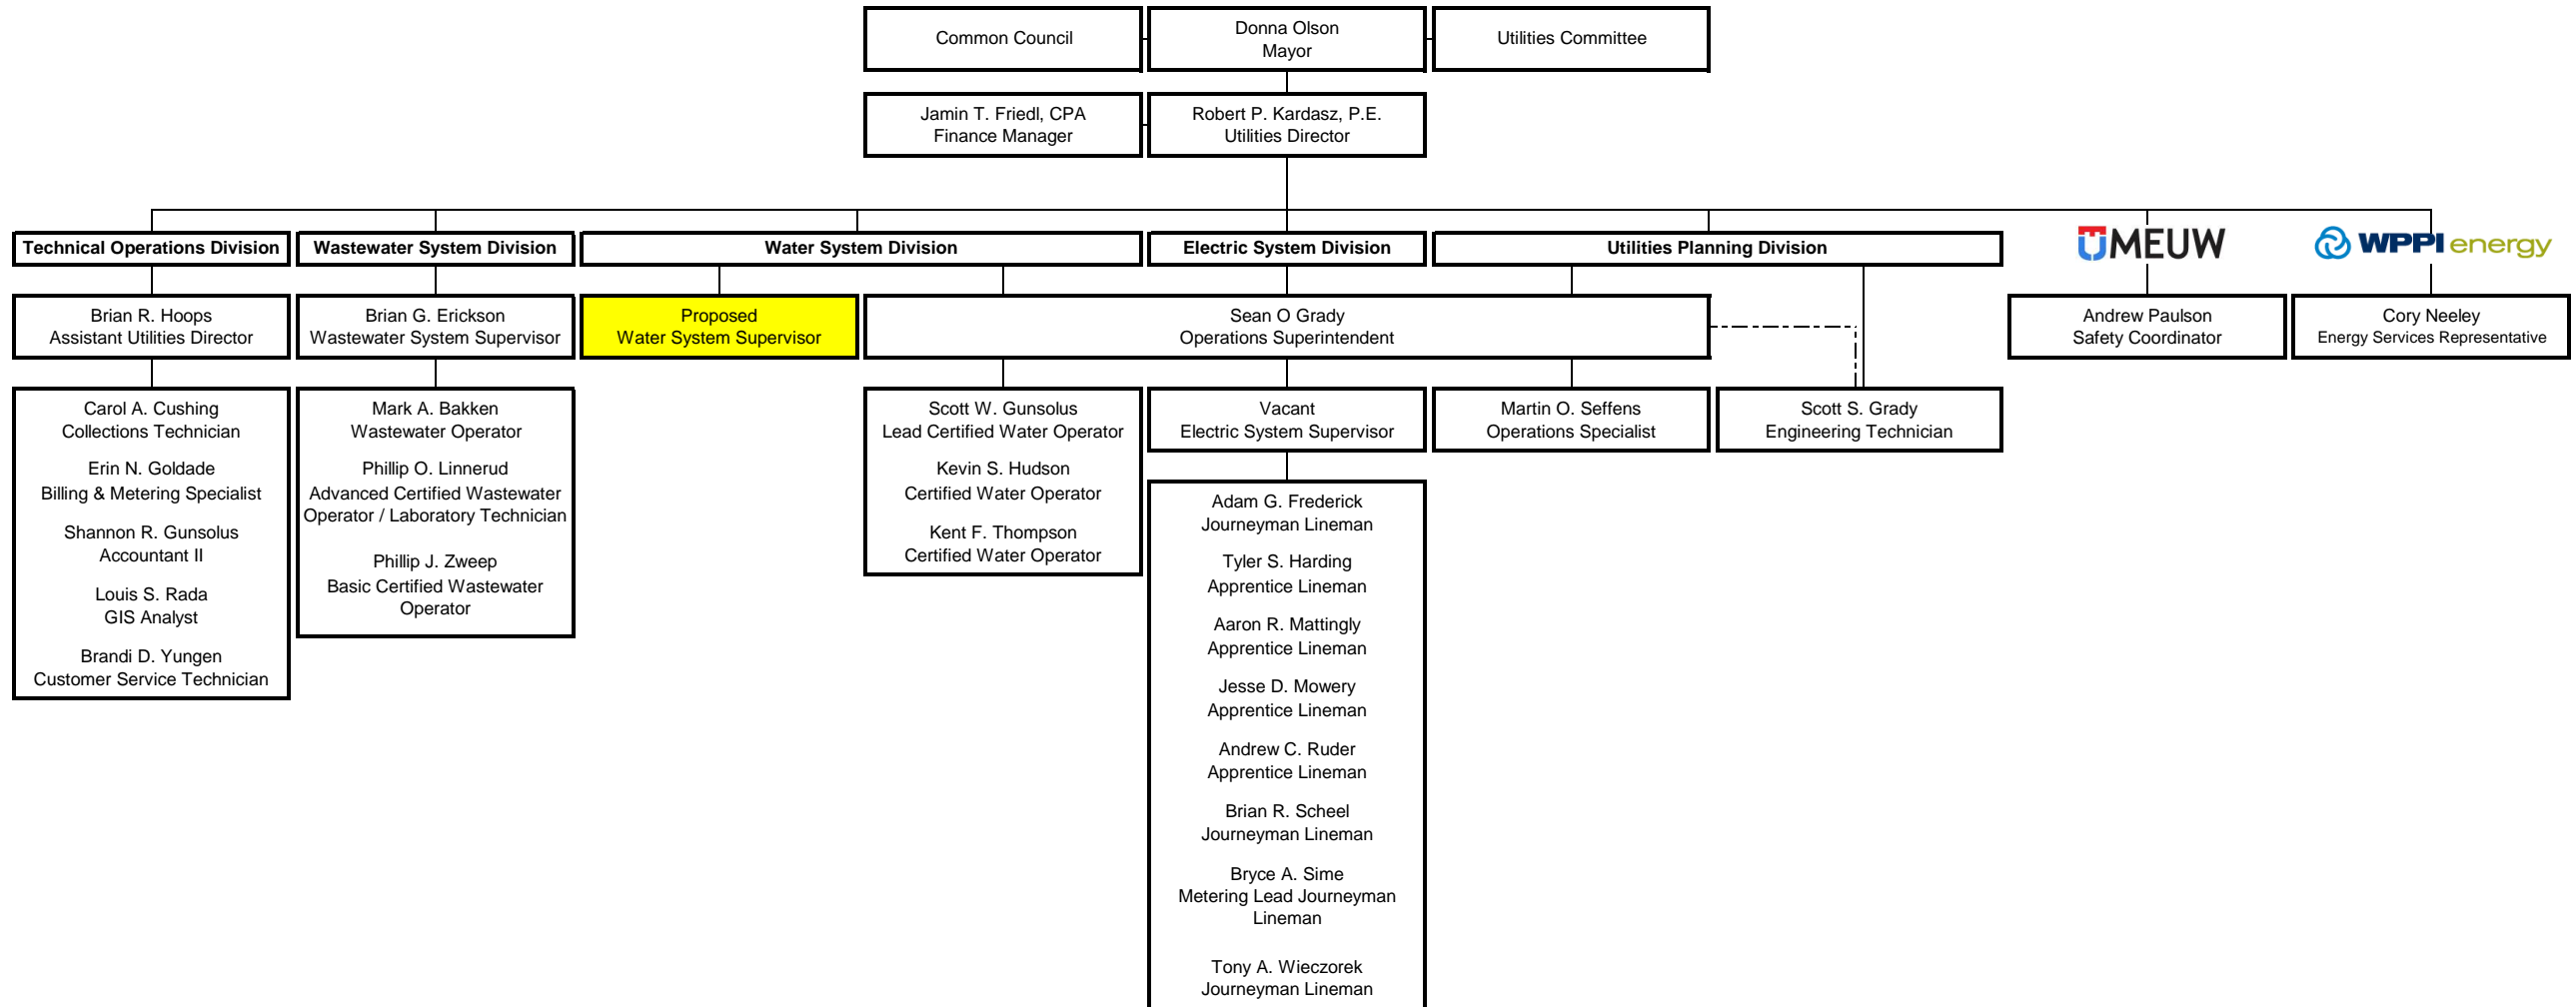 Common Council
Donna Olson
Mayor
Utilities Committee
Jamin T. Friedl, CPA
Finance Manager
Robert P. Kardasz, P.E.
Utilities Director
Technical Operations Division
Wastewater System Division
Water System Division
Electric System Division
Utilities Planning Division
MEUW
WPPI energy
Brian R. Hoops
Assistant Utilities Director
Brian G. Erickson
Wastewater System Supervisor
Proposed
Water System Supervisor
Sean O Grady
Operations Superintendent
Andrew Paulson
Safety Coordinator
Cory Neeley
Energy Services Representative
Carol A. Cushing
Collections Technician
Erin N. Goldade
Billing & Metering Specialist
Shannon R. Gunsolus
Accountant II
Louis S. Rada
GIS Analyst
Brandi D. Yungen
Customer Service Technician
Mark A. Bakken
Wastewater Operator
Phillip O. Linnerud
Advanced Certified Wastewater
Operator / Laboratory Technician
Phillip J. Zweep
Basic Certified Wastewater
Operator
Scott W. Gunsolus
Lead Certified Water Operator
Kevin S. Hudson
Certified Water Operator
Kent F. Thompson
Certified Water Operator
Vacant
Electric System Supervisor
Adam G. Frederick
Journeyman Lineman
Tyler S. Harding
Apprentice Lineman
Aaron R. Mattingly
Apprentice Lineman
Jesse D. Mowery
Apprentice Lineman
Andrew C. Ruder
Apprentice Lineman
Brian R. Scheel
Journeyman Lineman
Bryce A. Sime
Metering Lead Journeyman
Lineman
Tony A. Wieczorek
Journeyman Lineman
Martin O. Seffens
Operations Specialist
Scott S. Grady
Engineering Technician